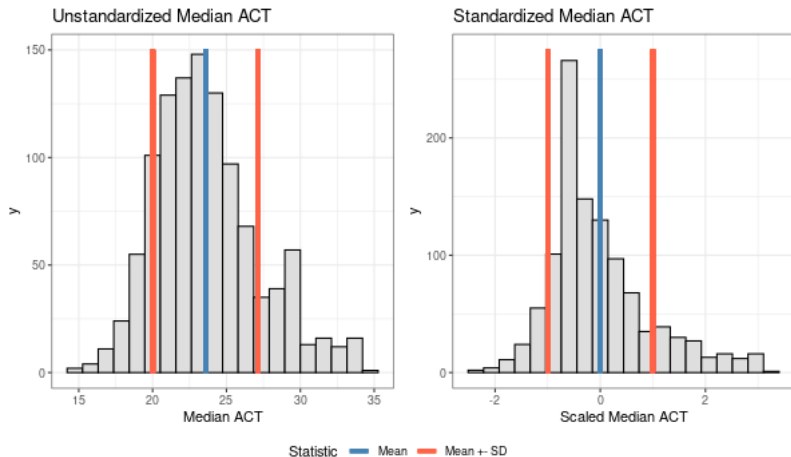 Unstandardized Median ACT
150
100
50
0
y
15 20 25 30 35
Median ACT
Standardized Median ACT
200
100
0
y
-2 0 2
Scaled Median ACT
Statistic Mean Mean +- SD